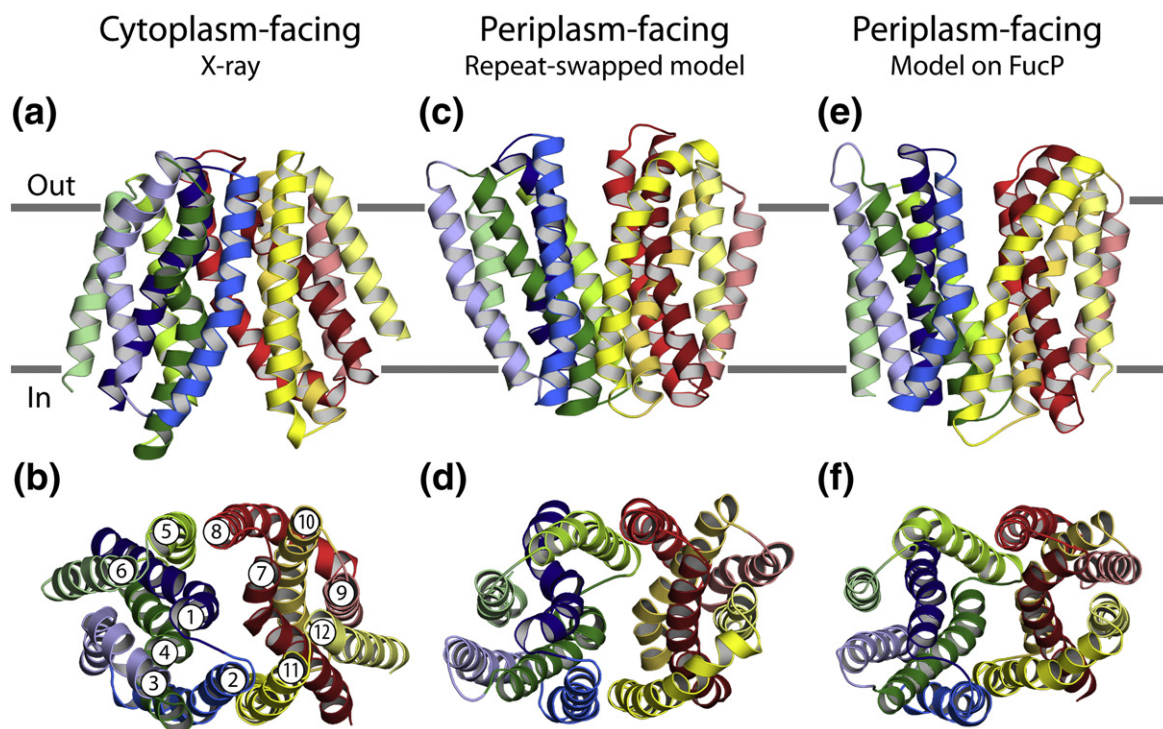 Cytoplasm-facing
X-ray
Periplasm-facing
Repeat-swapped model
Periplasm-facing
Model on FucP
(a)
(c)
(e)
Out
In
(b)
(d)
(f)
5
8
10
6
7
9
1
12
4
11
3
2